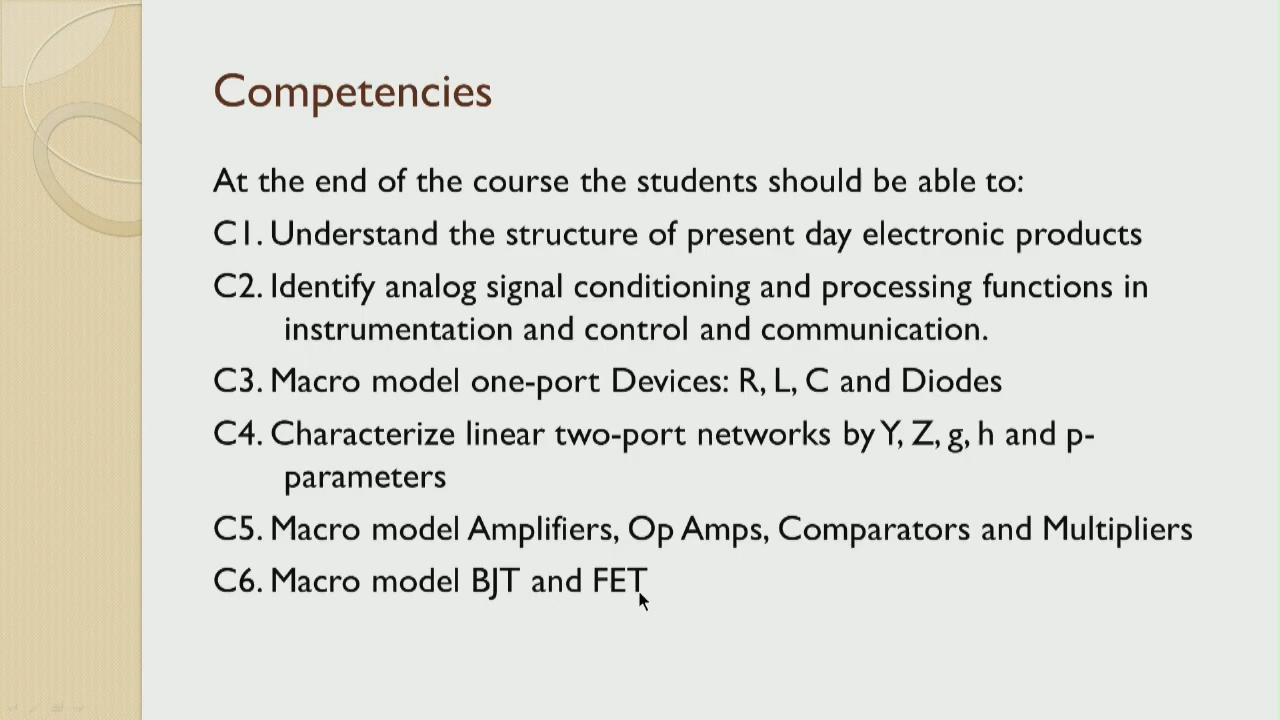 Competencies
At the end of the course the students should be able to:
C1. Understand the structure of present day electronic products
C2. Identify analog signal conditioning and processing functions in
instrumentation and control and communication.
C3. Macro model one-port Devices: R, L, C and Diodes
C4. Characterize linear two-port networks by Y, Z, g, h and p-
parameters
C5. Macro model Amplifiers, Op Amps, Comparators and Multipliers
C6. Macro model BJT and FET